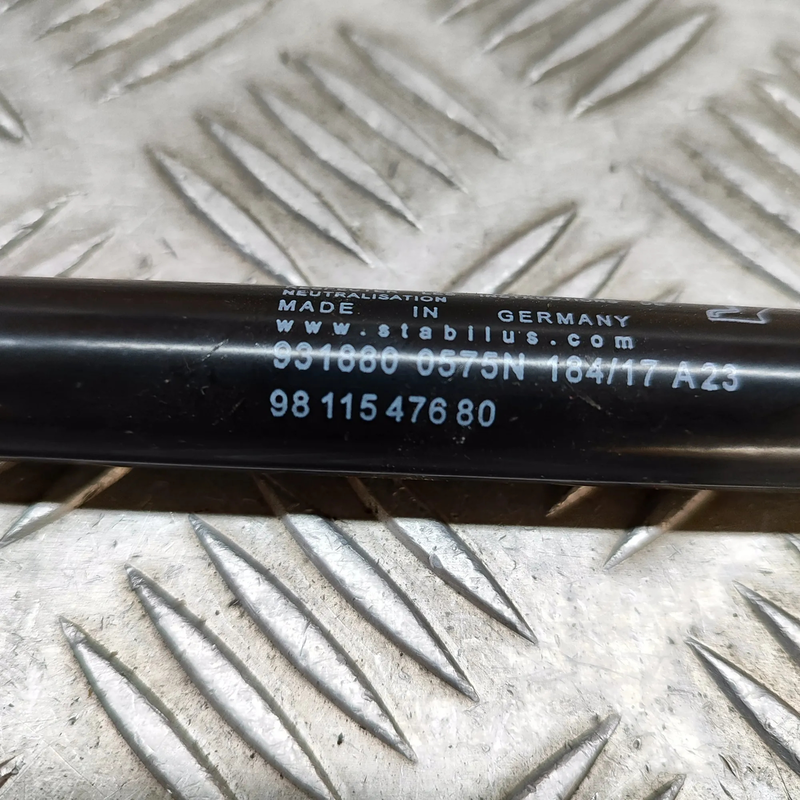 NEUTRALISATION
MADE IN GERMANY
www.stabilus.com
931880 0575N 184/17 A23
98 115 476 80